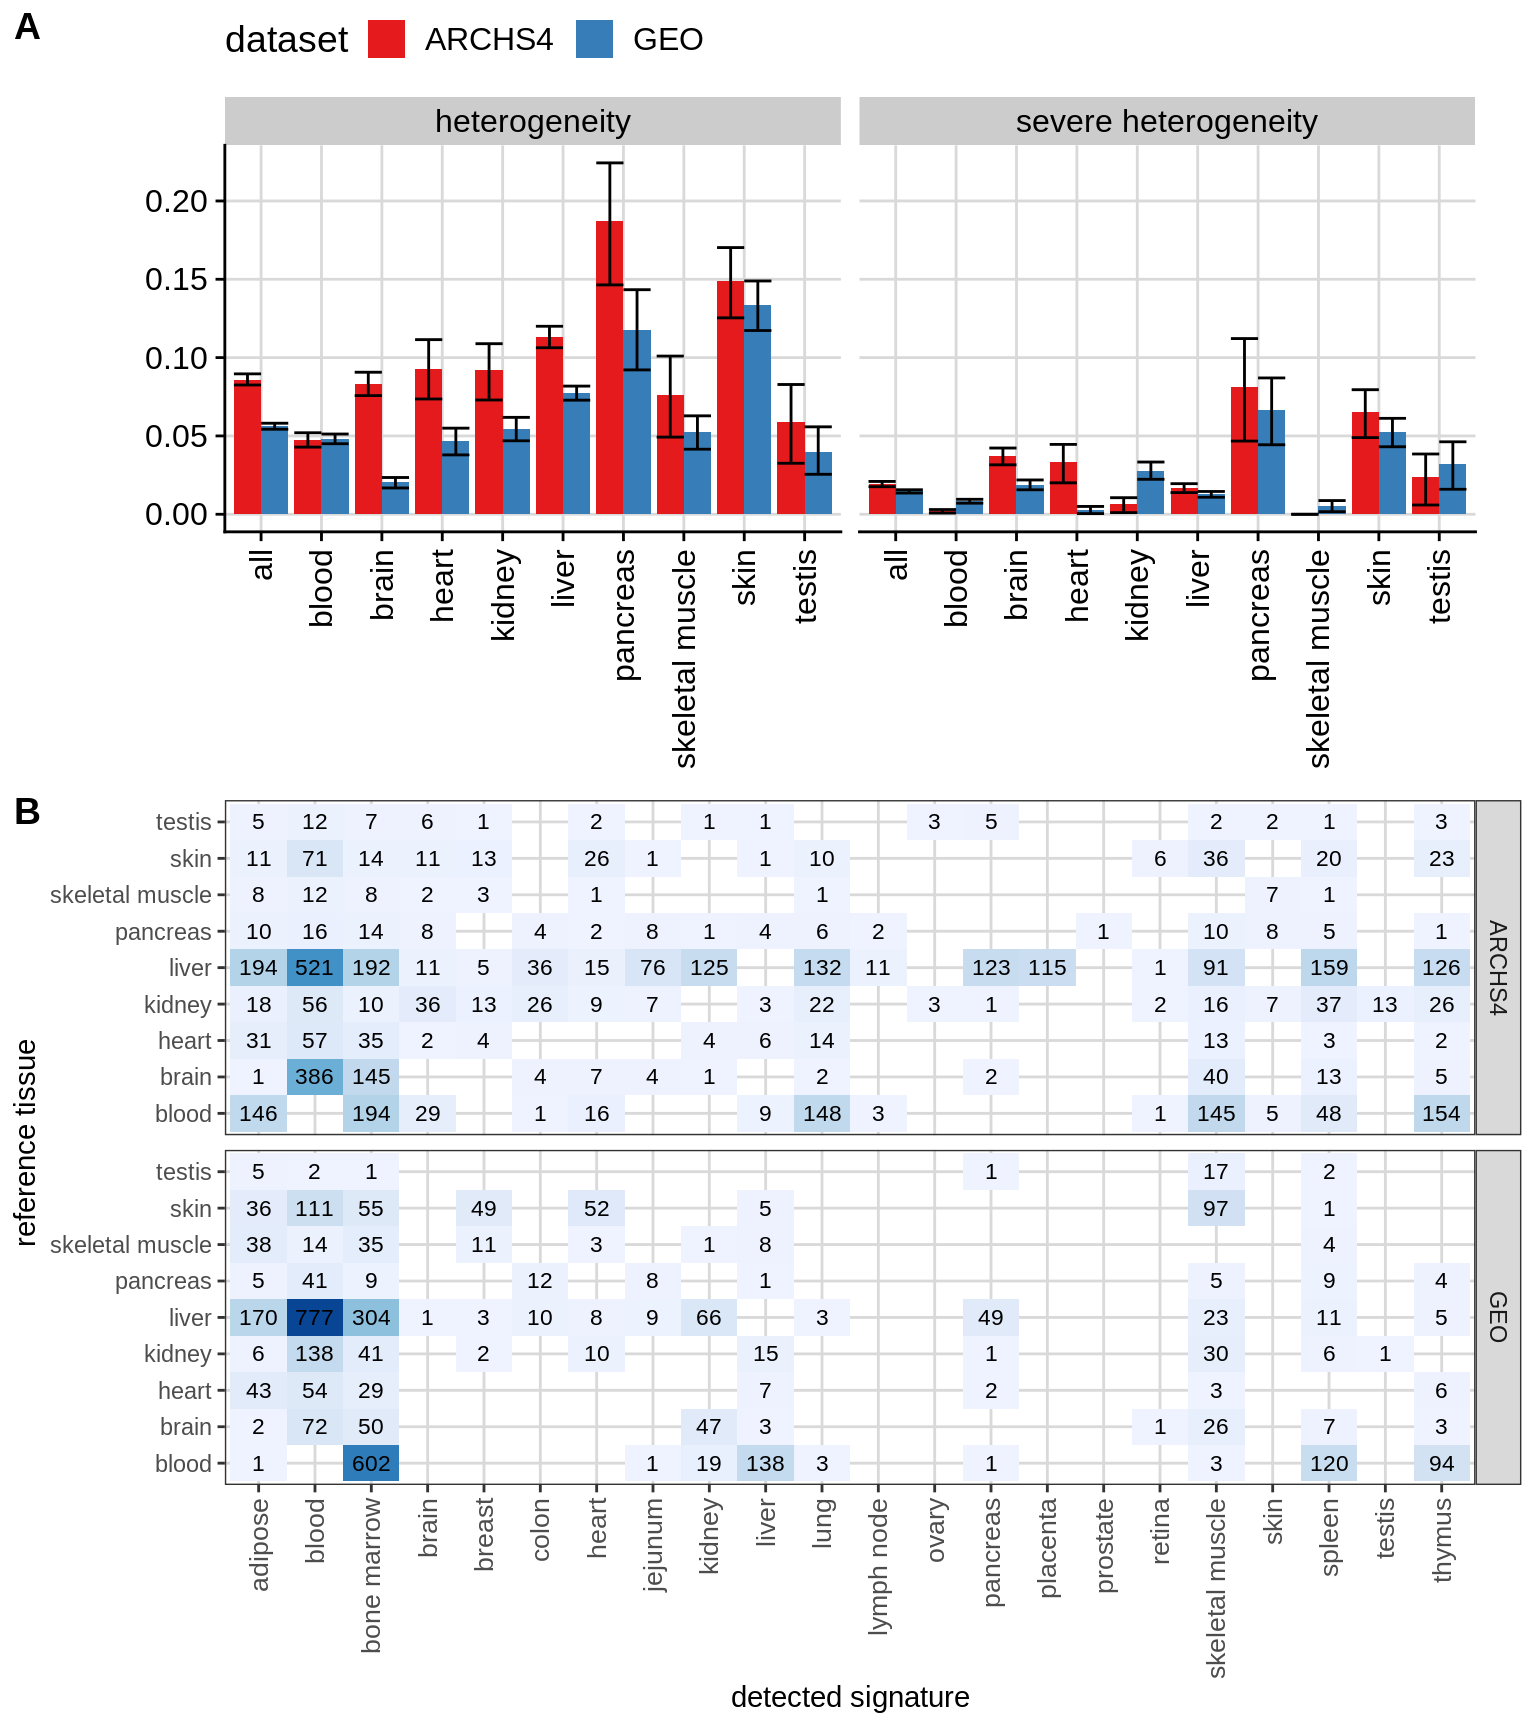 A
dataset ARCHS4 GEO
heterogeneity severe heterogeneity
0.20
0.15
0.10
0.05
0.00
all blood brain heart kidney liver pancreas skeletal muscle skin testis
all blood brain heart kidney liver pancreas skeletal muscle skin testis
B
reference tissue
testis 5 12 7 6 1 2 1 1 3 5 2 2 1 3
skin 11 71 14 11 13 26 1 1 10 6 36 20 23
skeletal muscle 8 12 8 2 3 1 1 7 1
pancreas 10 16 14 8 4 2 8 1 4 6 2 1 10 8 5 1
liver 194 521 192 11 5 36 15 76 125 132 11 123 115 1 91 159 126
kidney 18 56 10 36 13 26 9 7 3 22 3 1 2 16 7 37 13 26
heart 31 57 35 2 4 4 6 14 13 3 2
brain 1 386 145 4 7 4 1 2 2 40 13 5
blood 146 194 29 1 16 9 148 3 1 145 5 48 154
ARCHS4
testis 5 2 1 1 17 2
skin 36 111 55 49 52 5 97 1
skeletal muscle 38 14 35 11 3 1 8 4
pancreas 5 41 9 12 8 1 5 9 4
liver 170 777 304 1 3 10 8 9 66 3 49 23 11 5
kidney 6 138 41 2 10 15 1 30 6 1
heart 43 54 29 7 2 3 6
brain 2 72 50 47 3 1 26 7 3
blood 1 602 1 19 138 3 1 3 120 94
GEO
adipose blood bone marrow brain breast colon heart jejunum kidney liver lung lymph node ovary pancreas placenta prostate retina skeletal muscle skin spleen testis thymus
detected signature